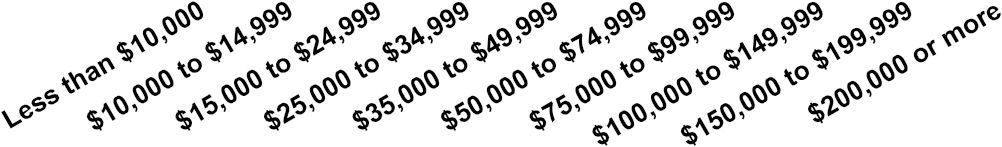 Less than $10,000
$10,000 to $14,999
$15,000 to $24,999
$25,000 to $34,999
$35,000 to $49,999
$50,000 to $74,999
$75,000 to $99,999
$100,000 to $149,999
$150,000 to $199,999
$200,000 or more